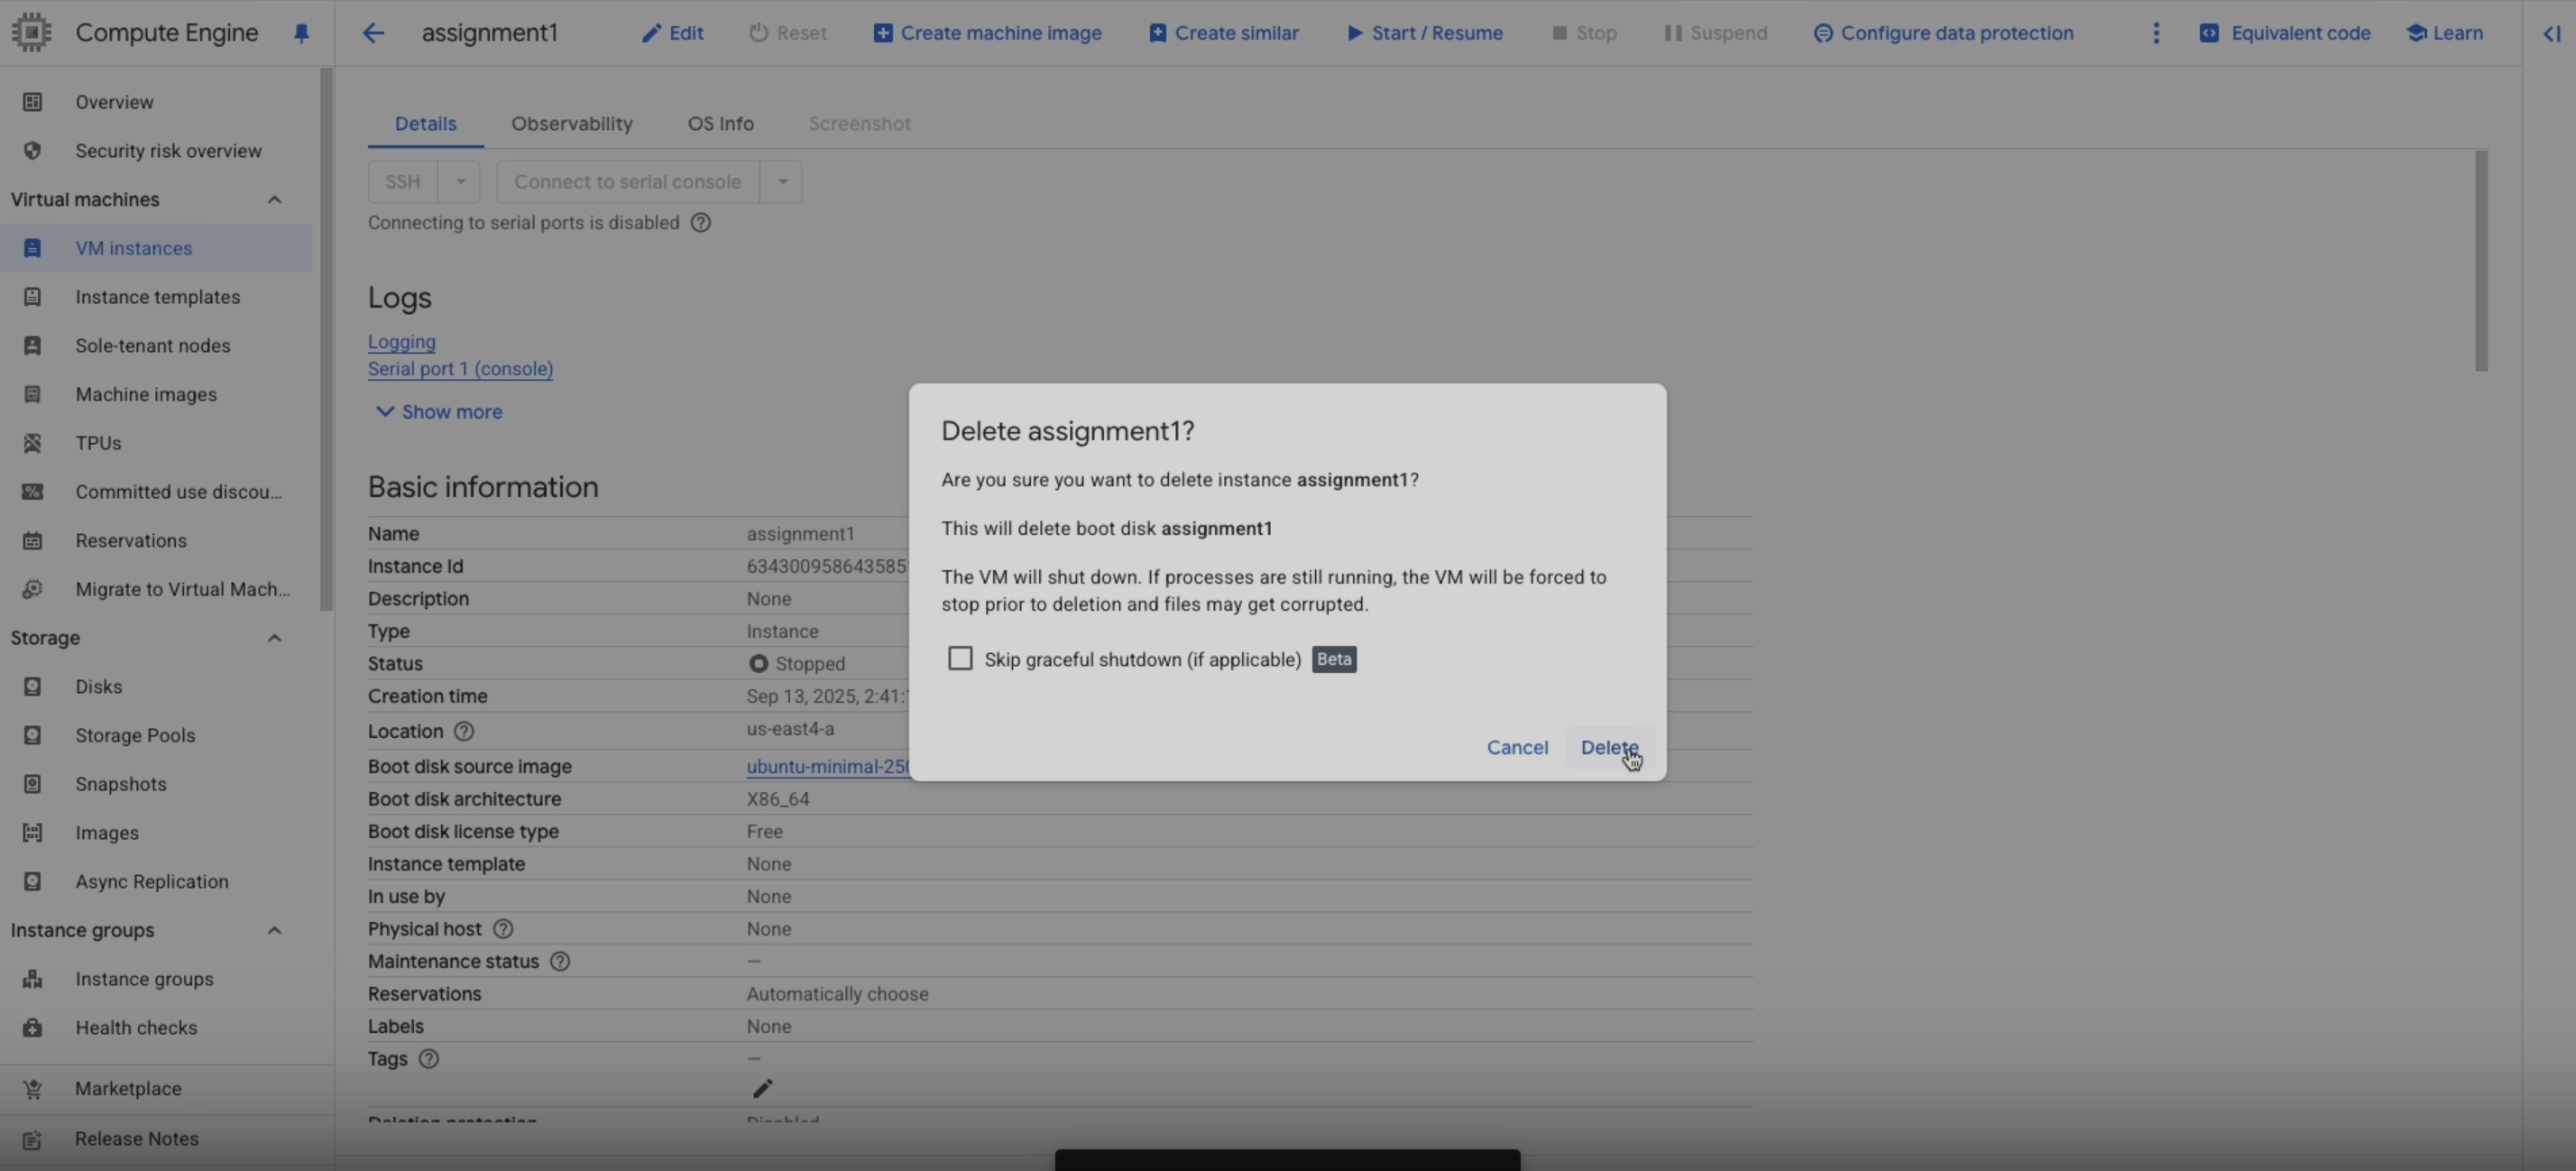 Compute Engine
assignment1
Edit
Reset
Create machine image
Create similar
Start / Resume
Stop
Suspend
Configure data protection
Equivalent code
Learn
Overview
Security risk overview
Virtual machines
VM instances
Instance templates
Sole-tenant nodes
Machine images
TPUs
Committed use discou...
Reservations
Migrate to Virtual Mach...
Storage
Disks
Storage Pools
Snapshots
Images
Async Replication
Instance groups
Instance groups
Health checks
Marketplace
Release Notes
Details
Observability
OS Info
Screenshot
SSH
Connect to serial console
Connecting to serial ports is disabled
Logs
Logging
Serial port 1 (console)
Show more
Basic information
Name assignment1
Instance Id 634300958643585
Description None
Type Instance
Status Stopped
Creation time Sep 13, 2025, 2:41:
Location us-east4-a
Boot disk source image ubuntu-minimal-25
Boot disk architecture X86_64
Boot disk license type Free
Instance template None
In use by None
Physical host None
Maintenance status —
Reservations Automatically choose
Labels None
Tags —
Deletion protection Disabled
Delete assignment1?
Are you sure you want to delete instance assignment1?
This will delete boot disk assignment1
The VM will shut down. If processes are still running, the VM will be forced to
stop prior to deletion and files may get corrupted.
Skip graceful shutdown (if applicable) Beta
Cancel
Delete